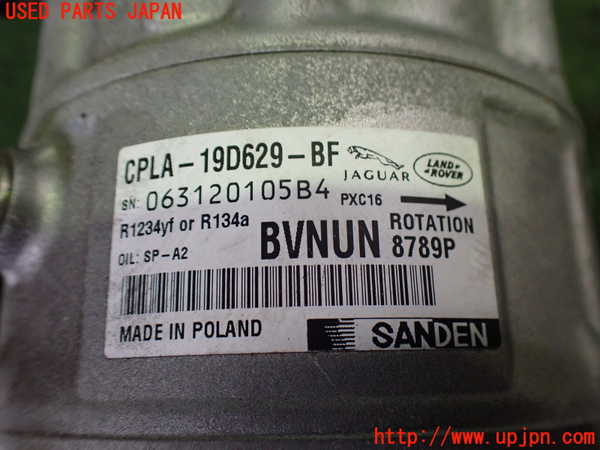 USED PARTS JAPAN
CPLA-19D629-BF
JAGUAR
LAND ROVER
SN: 063120105B4 PXC16
R1234yf or R134a
ROTATION
OIL: SP-A2
BVNUN 8789P
MADE IN POLAND
SANDEN
http://www.upjpn.com/